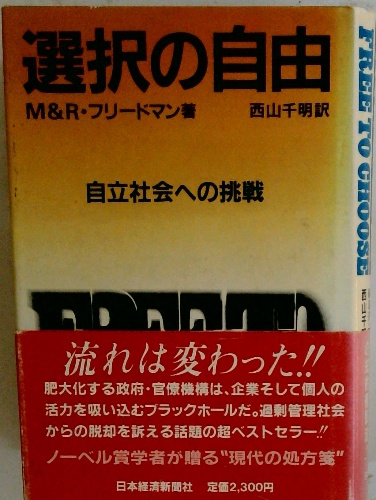 選択の自由
M&R・フリードマン著 西山千明訳
自立社会への挑戦
FREE TO
流れは変わった!!
肥大化する政府・官僚機構は、企業そして個人の
活力を吸い込むブラックホールだ。過剰管理社会
からの脱却を訴える話題の超ベストセラー!!
ノーベル賞学者が贈る"現代の処方箋"
日本経済新聞社 定価2,300円
FREE TO CHOOSE
西山千